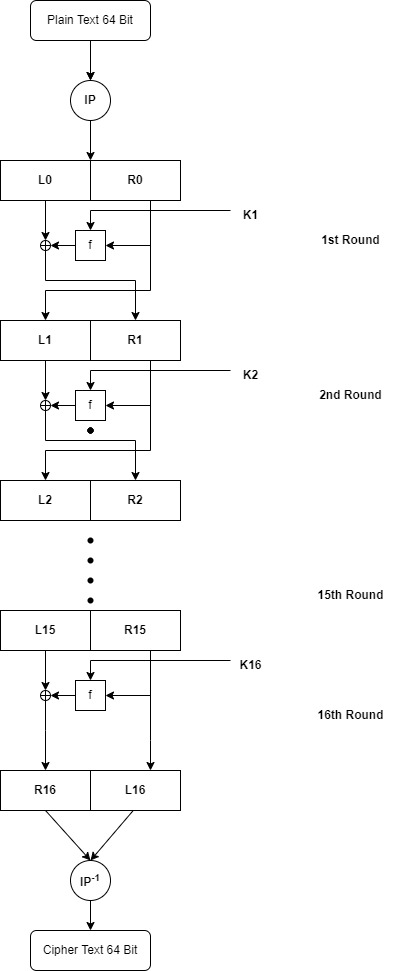 Plain Text 64 Bit
IP
L0 R0
K1
f
1st Round
L1 R1
K2
f
2nd Round
L2 R2
15th Round
L15 R15
K16
f
16th Round
R16 L16
IP-1
Cipher Text 64 Bit